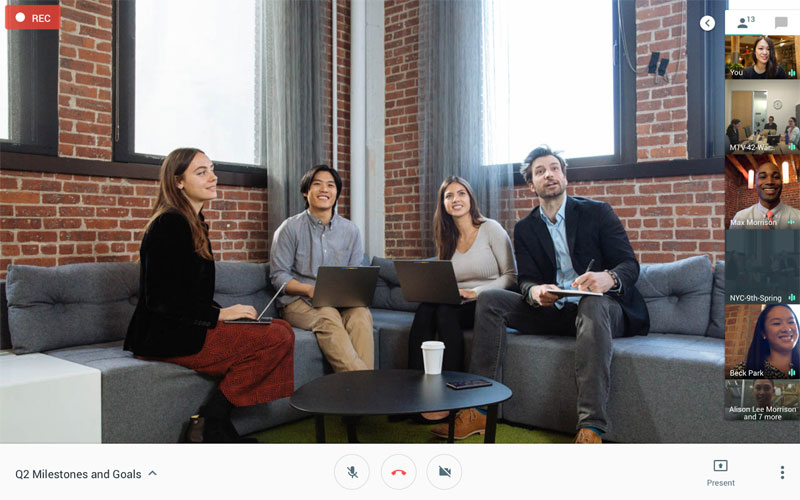 REC
13
You
MTV-42-War...
Max Morrison
NYC-9th-Spring
Beck Park
Alison Lee Morrison
and 7 more
Q2 Milestones and Goals
Present